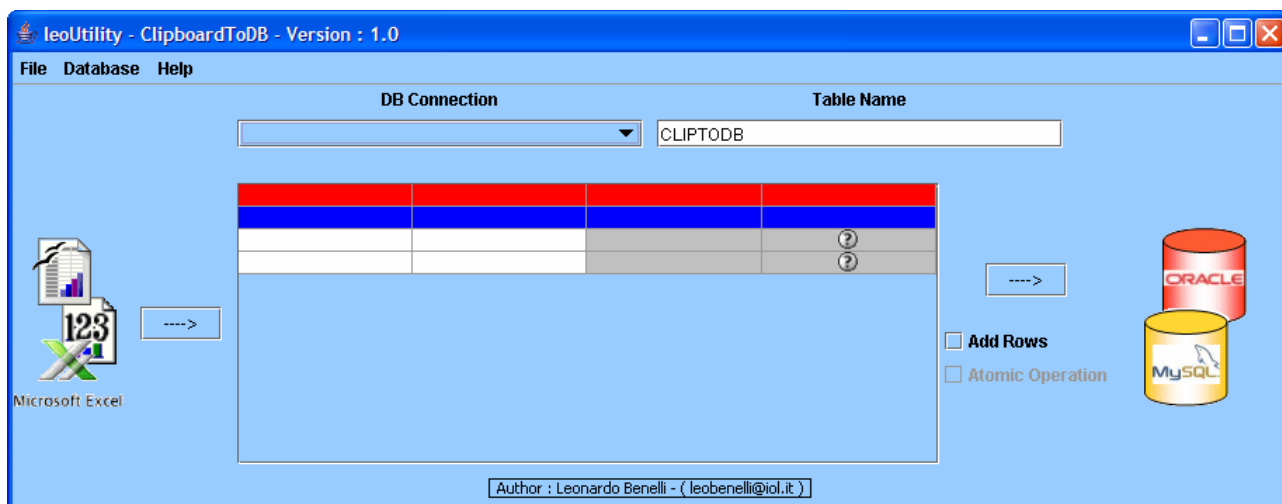 leoUtility - ClipboardToDB - Version : 1.0
File Database Help
DB Connection Table Name
CLIPTODB
?
?
---->
ORACLE
123
---->
Add Rows
MySQL
Atomic Operation
Microsoft Excel
Author : Leonardo Benelli - ( leobenelli@iol.it )